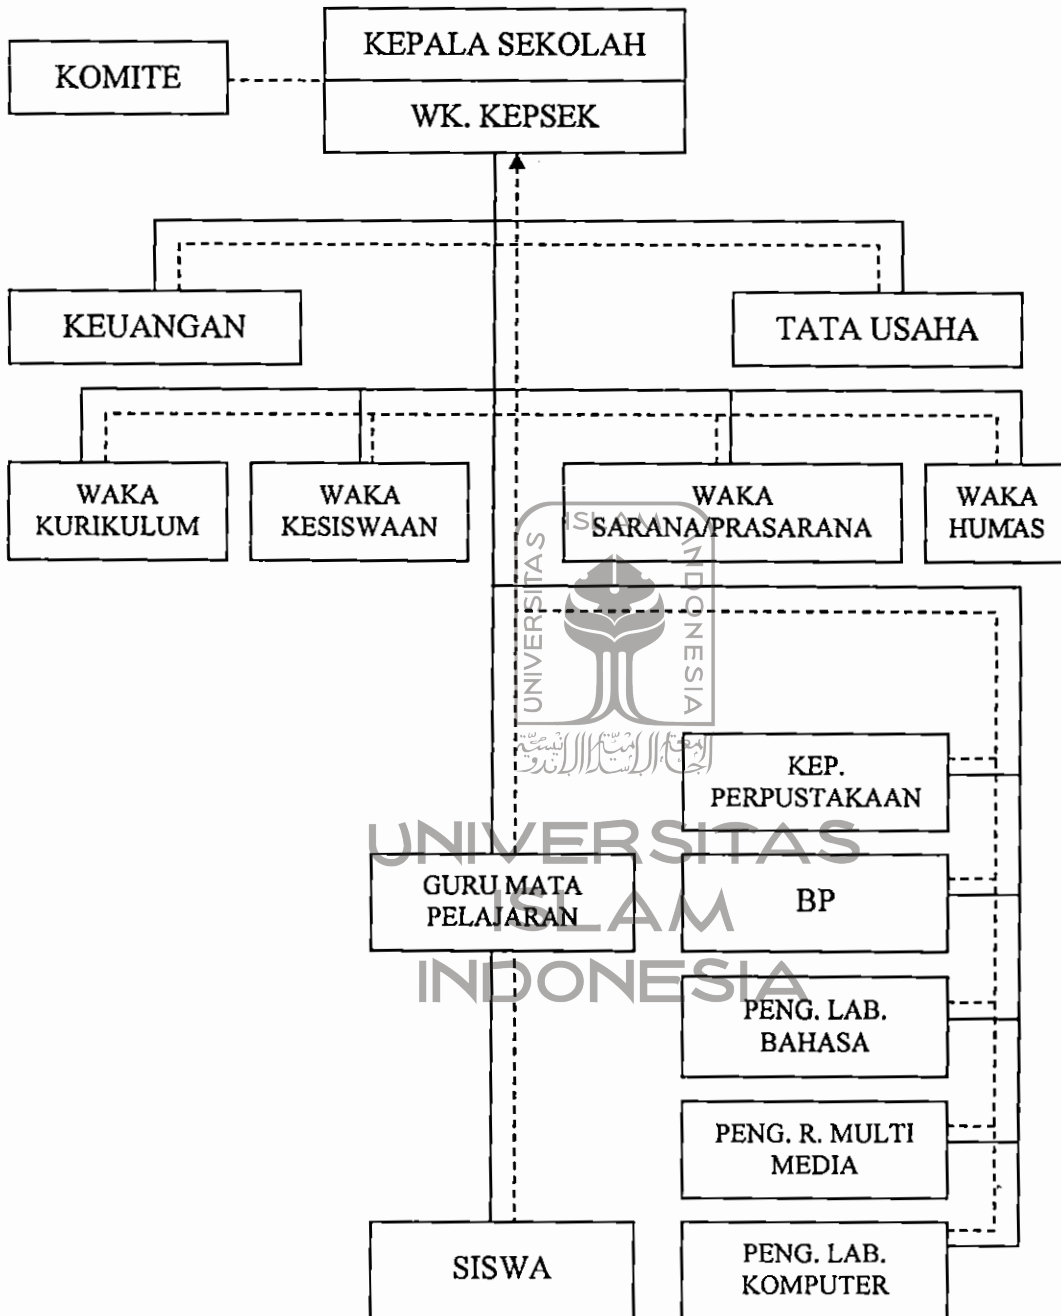 KOMITE
KEPALA SEKOLAH
WK. KEPSEK
KEUANGAN
TATA USAHA
WAKA
KURIKULUM
WAKA
KESISWAAN
WAKA
SARANA/PRASARANA
WAKA
HUMAS
UNIVERSITAS
ISLAM
INDONESIA
KEP.
PERPUSTAKAAN
UNIVERSITAS
ISLAM
INDONESIA
GURU MATA
PELAJARAN
BP
PENG. LAB.
BAHASA
PENG. R. MULTI
MEDIA
SISWA
PENG. LAB.
KOMPUTER